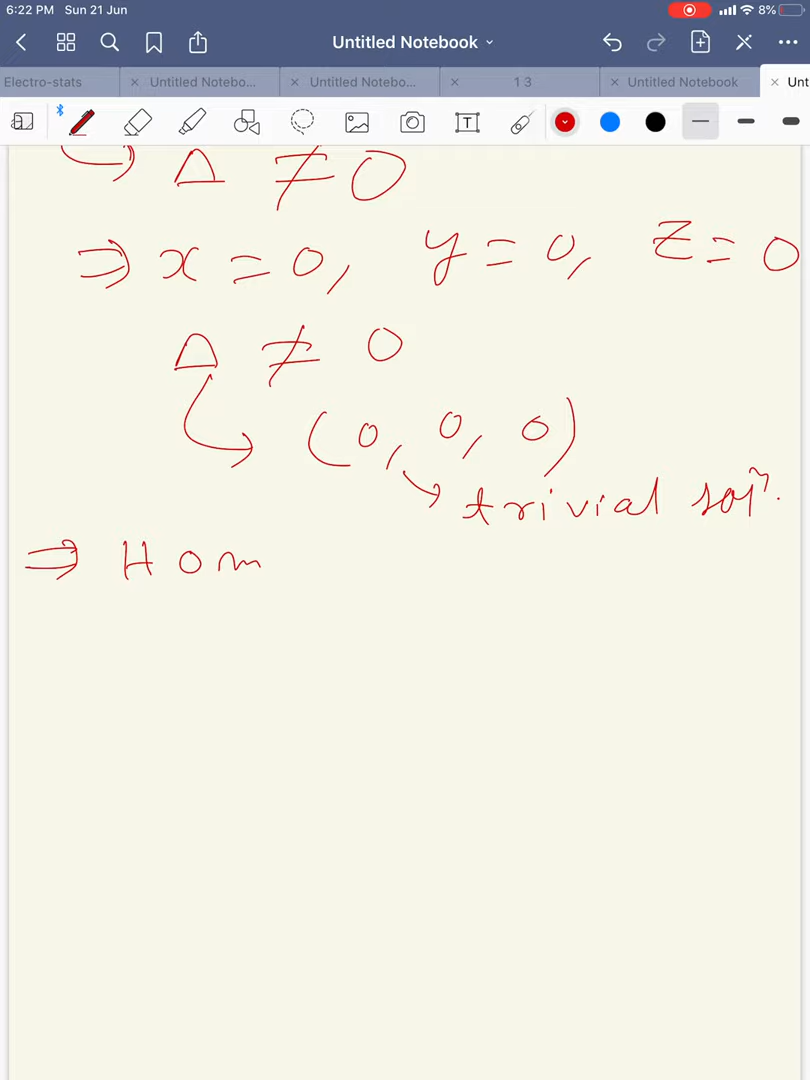 6:22 PM Sun 21 Jun 8%
Untitled Notebook
Electro-stats Untitled Notebo... Untitled Notebo... 1 3 Untitled Notebook Unt
Δ ≠ 0
⇒ x = 0, y = 0, z = 0
Δ ≠ 0
(0, 0, 0)
trivial solⁿ.
⇒ Hom